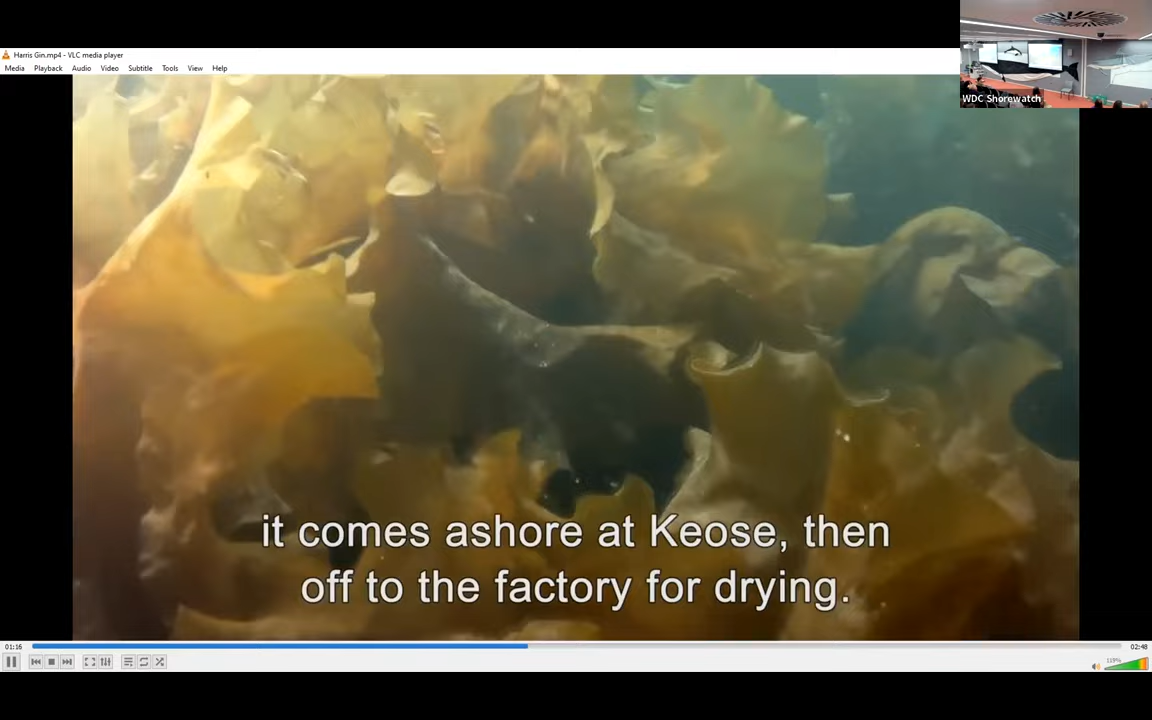 Harris Gin.mp4 - VLC media player
Media Playback Audio Video Subtitle Tools View Help
WDC Shorewatch
it comes ashore at Keose, then
off to the factory for drying.
01:16
02:48
119%